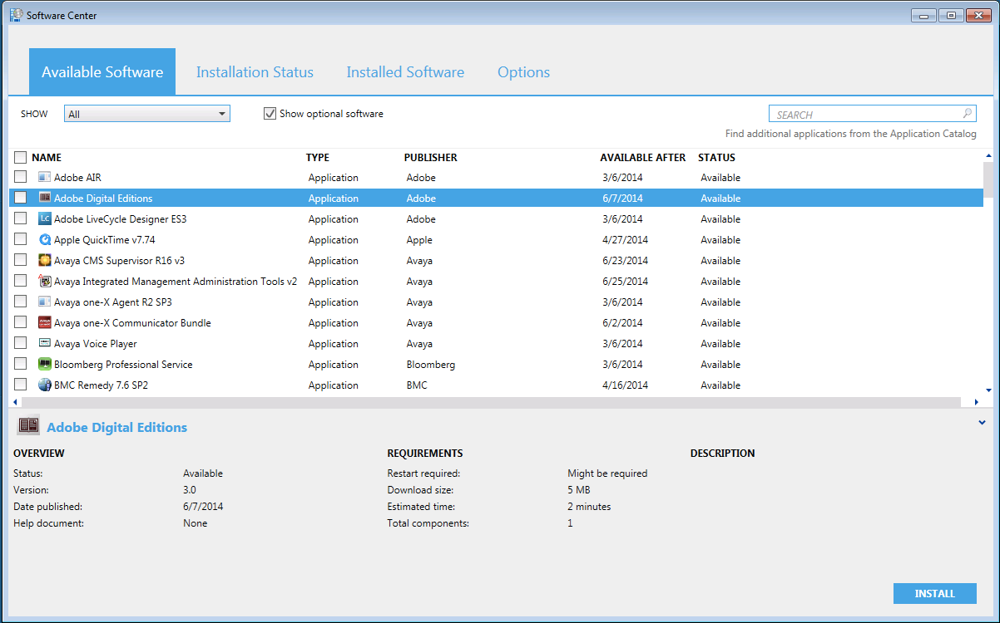 Software Center
Available Software Installation Status Installed Software Options
SHOW All Show optional software SEARCH
Find additional applications from the Application Catalog
NAME TYPE PUBLISHER AVAILABLE AFTER STATUS
Adobe AIR Application Adobe 3/6/2014 Available
Adobe Digital Editions Application Adobe 6/7/2014 Available
Lc Adobe LiveCycle Designer ES3 Application Adobe 3/6/2014 Available
Apple QuickTime v7.74 Application Apple 4/27/2014 Available
Avaya CMS Supervisor R16 v3 Application Avaya 6/23/2014 Available
Avaya Integrated Management Administration Tools v2 Application Avaya 6/25/2014 Available
Avaya one-X Agent R2 SP3 Application Avaya 3/6/2014 Available
Avaya one-X Communicator Bundle Application Avaya 6/2/2014 Available
Avaya Voice Player Application Avaya 3/6/2014 Available
Bloomberg Professional Service Application Bloomberg 3/6/2014 Available
BMC Remedy 7.6 SP2 Application BMC 4/16/2014 Available
Adobe Digital Editions
OVERVIEW REQUIREMENTS DESCRIPTION
Status: Available Restart required: Might be required
Version: 3.0 Download size: 5 MB
Date published: 6/7/2014 Estimated time: 2 minutes
Help document: None Total components: 1
INSTALL